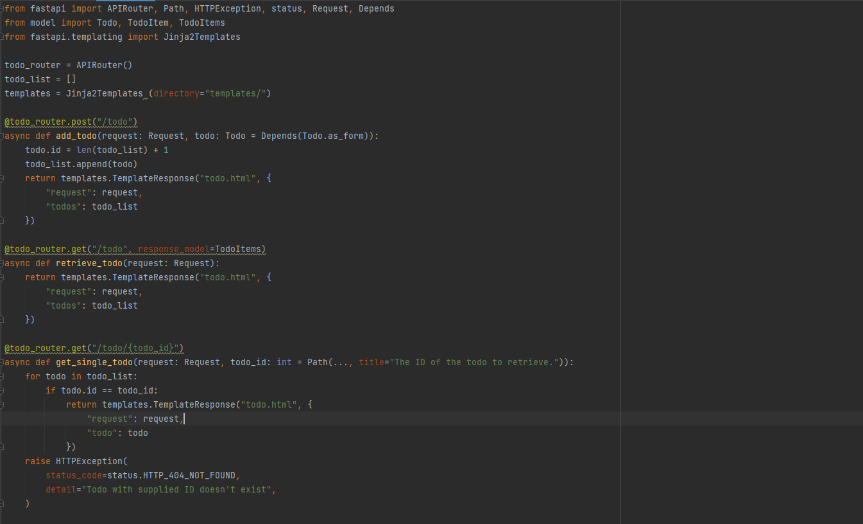 from fastapi import APIRouter, Path, HTTPException, status, Request, Depends
from model import Todo, TodoItem, TodoItems
from fastapi.templating import Jinja2Templates
todo_router = APIRouter()
todo_list = []
templates = Jinja2Templates (directory="templates/")
@todo_router.post("/todo")
async def add_todo(request: Request, todo: Todo = Depends(Todo.as_form)):
    todo.id = len(todo_list) + 1
    todo_list.append(todo)
    return templates.TemplateResponse("todo.html", {
        "request": request,
        "todos": todo_list
    })
@todo_router.get("/todo", response_model=TodoItems)
async def retrieve_todo(request: Request):
    return templates.TemplateResponse("todo.html", {
        "request": request,
        "todos": todo_list
    })
@todo_router.get("/todo/{todo_id}")
async def get_single_todo(request: Request, todo_id: int = Path(..., title="The ID of the todo to retrieve.")):
    for todo in todo_list:
        if todo.id == todo_id:
            return templates.TemplateResponse("todo.html", {
                "request": request,
                "todo": todo
            })
    raise HTTPException(
        status_code=status.HTTP_404_NOT_FOUND,
        detail="Todo with supplied ID doesn't exist",
    )